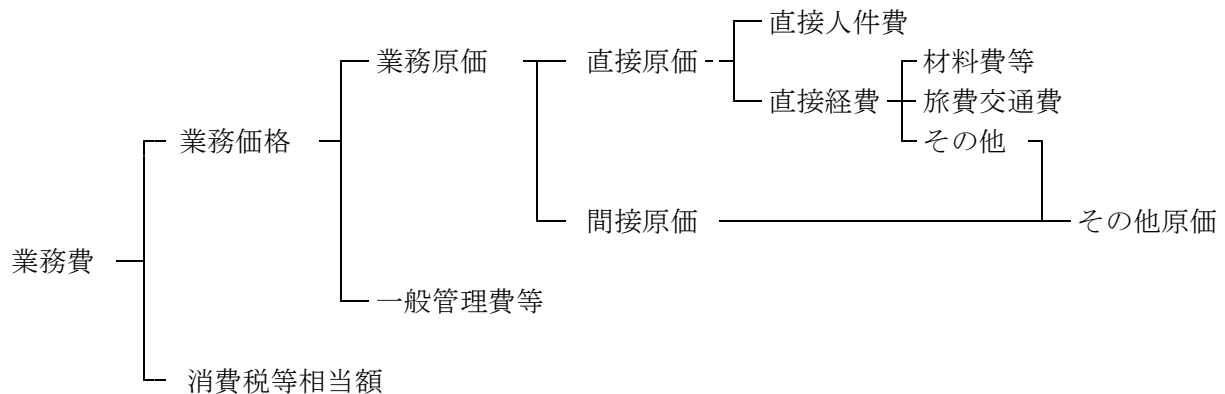 直接人件費
業務原価 直接原価 材料費等
直接経費 旅費交通費
業務価格 その他
間接原価 その他原価
業務費
一般管理費等
消費税等相当額